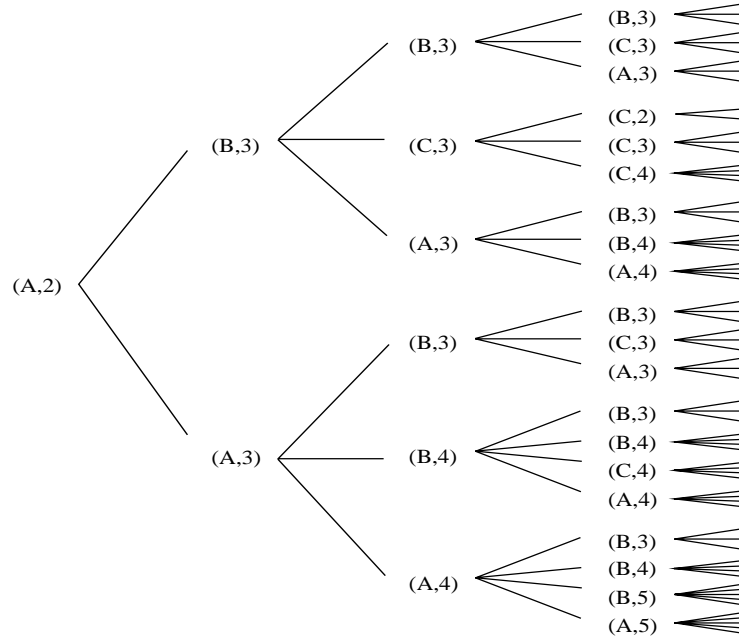 (A,2)
(B,3)
(A,3)
(B,3)
(C,3)
(A,3)
(B,3)
(B,4)
(A,4)
(B,3)
(C,3)
(A,3)
(C,2)
(C,3)
(C,4)
(B,3)
(B,4)
(A,4)
(B,3)
(C,3)
(A,3)
(B,3)
(B,4)
(C,4)
(A,4)
(B,3)
(B,4)
(B,5)
(A,5)